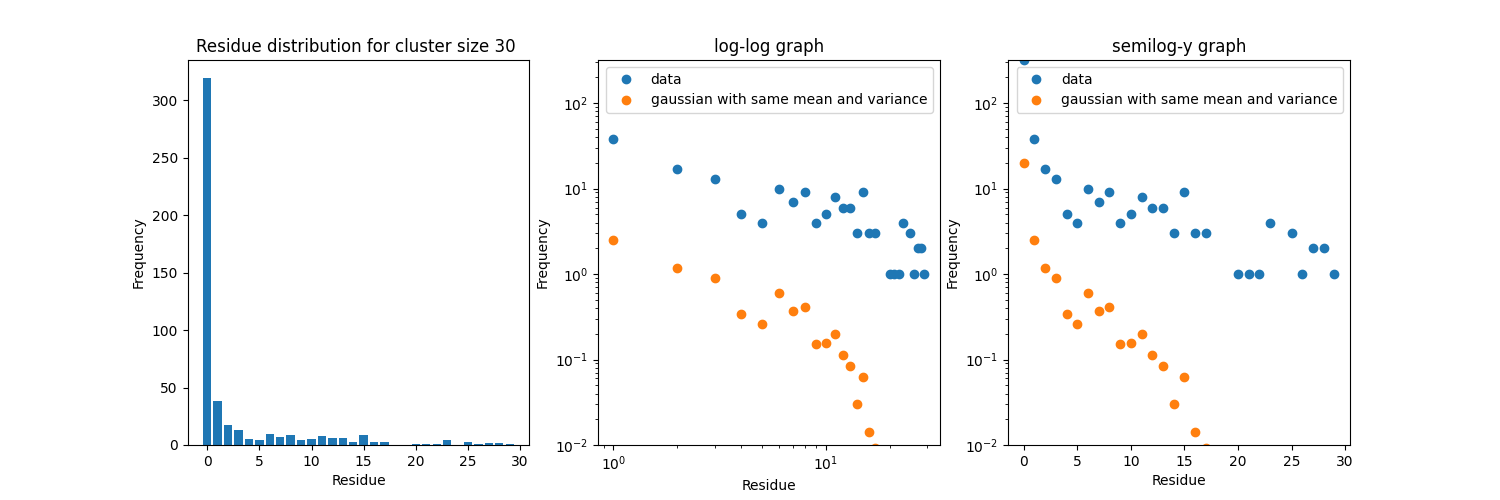 Residue distribution for cluster size 30
Frequency
300
250
200
150
100
50
0
0 5 10 15 20 25 30
Residue
log-log graph
data
gaussian with same mean and variance
Frequency
10²
10¹
10⁰
10⁻¹
10⁻²
10⁰ 10¹
Residue
semilog-y graph
data
gaussian with same mean and variance
Frequency
10²
10¹
10⁰
10⁻¹
10⁻²
0 5 10 15 20 25 30
Residue